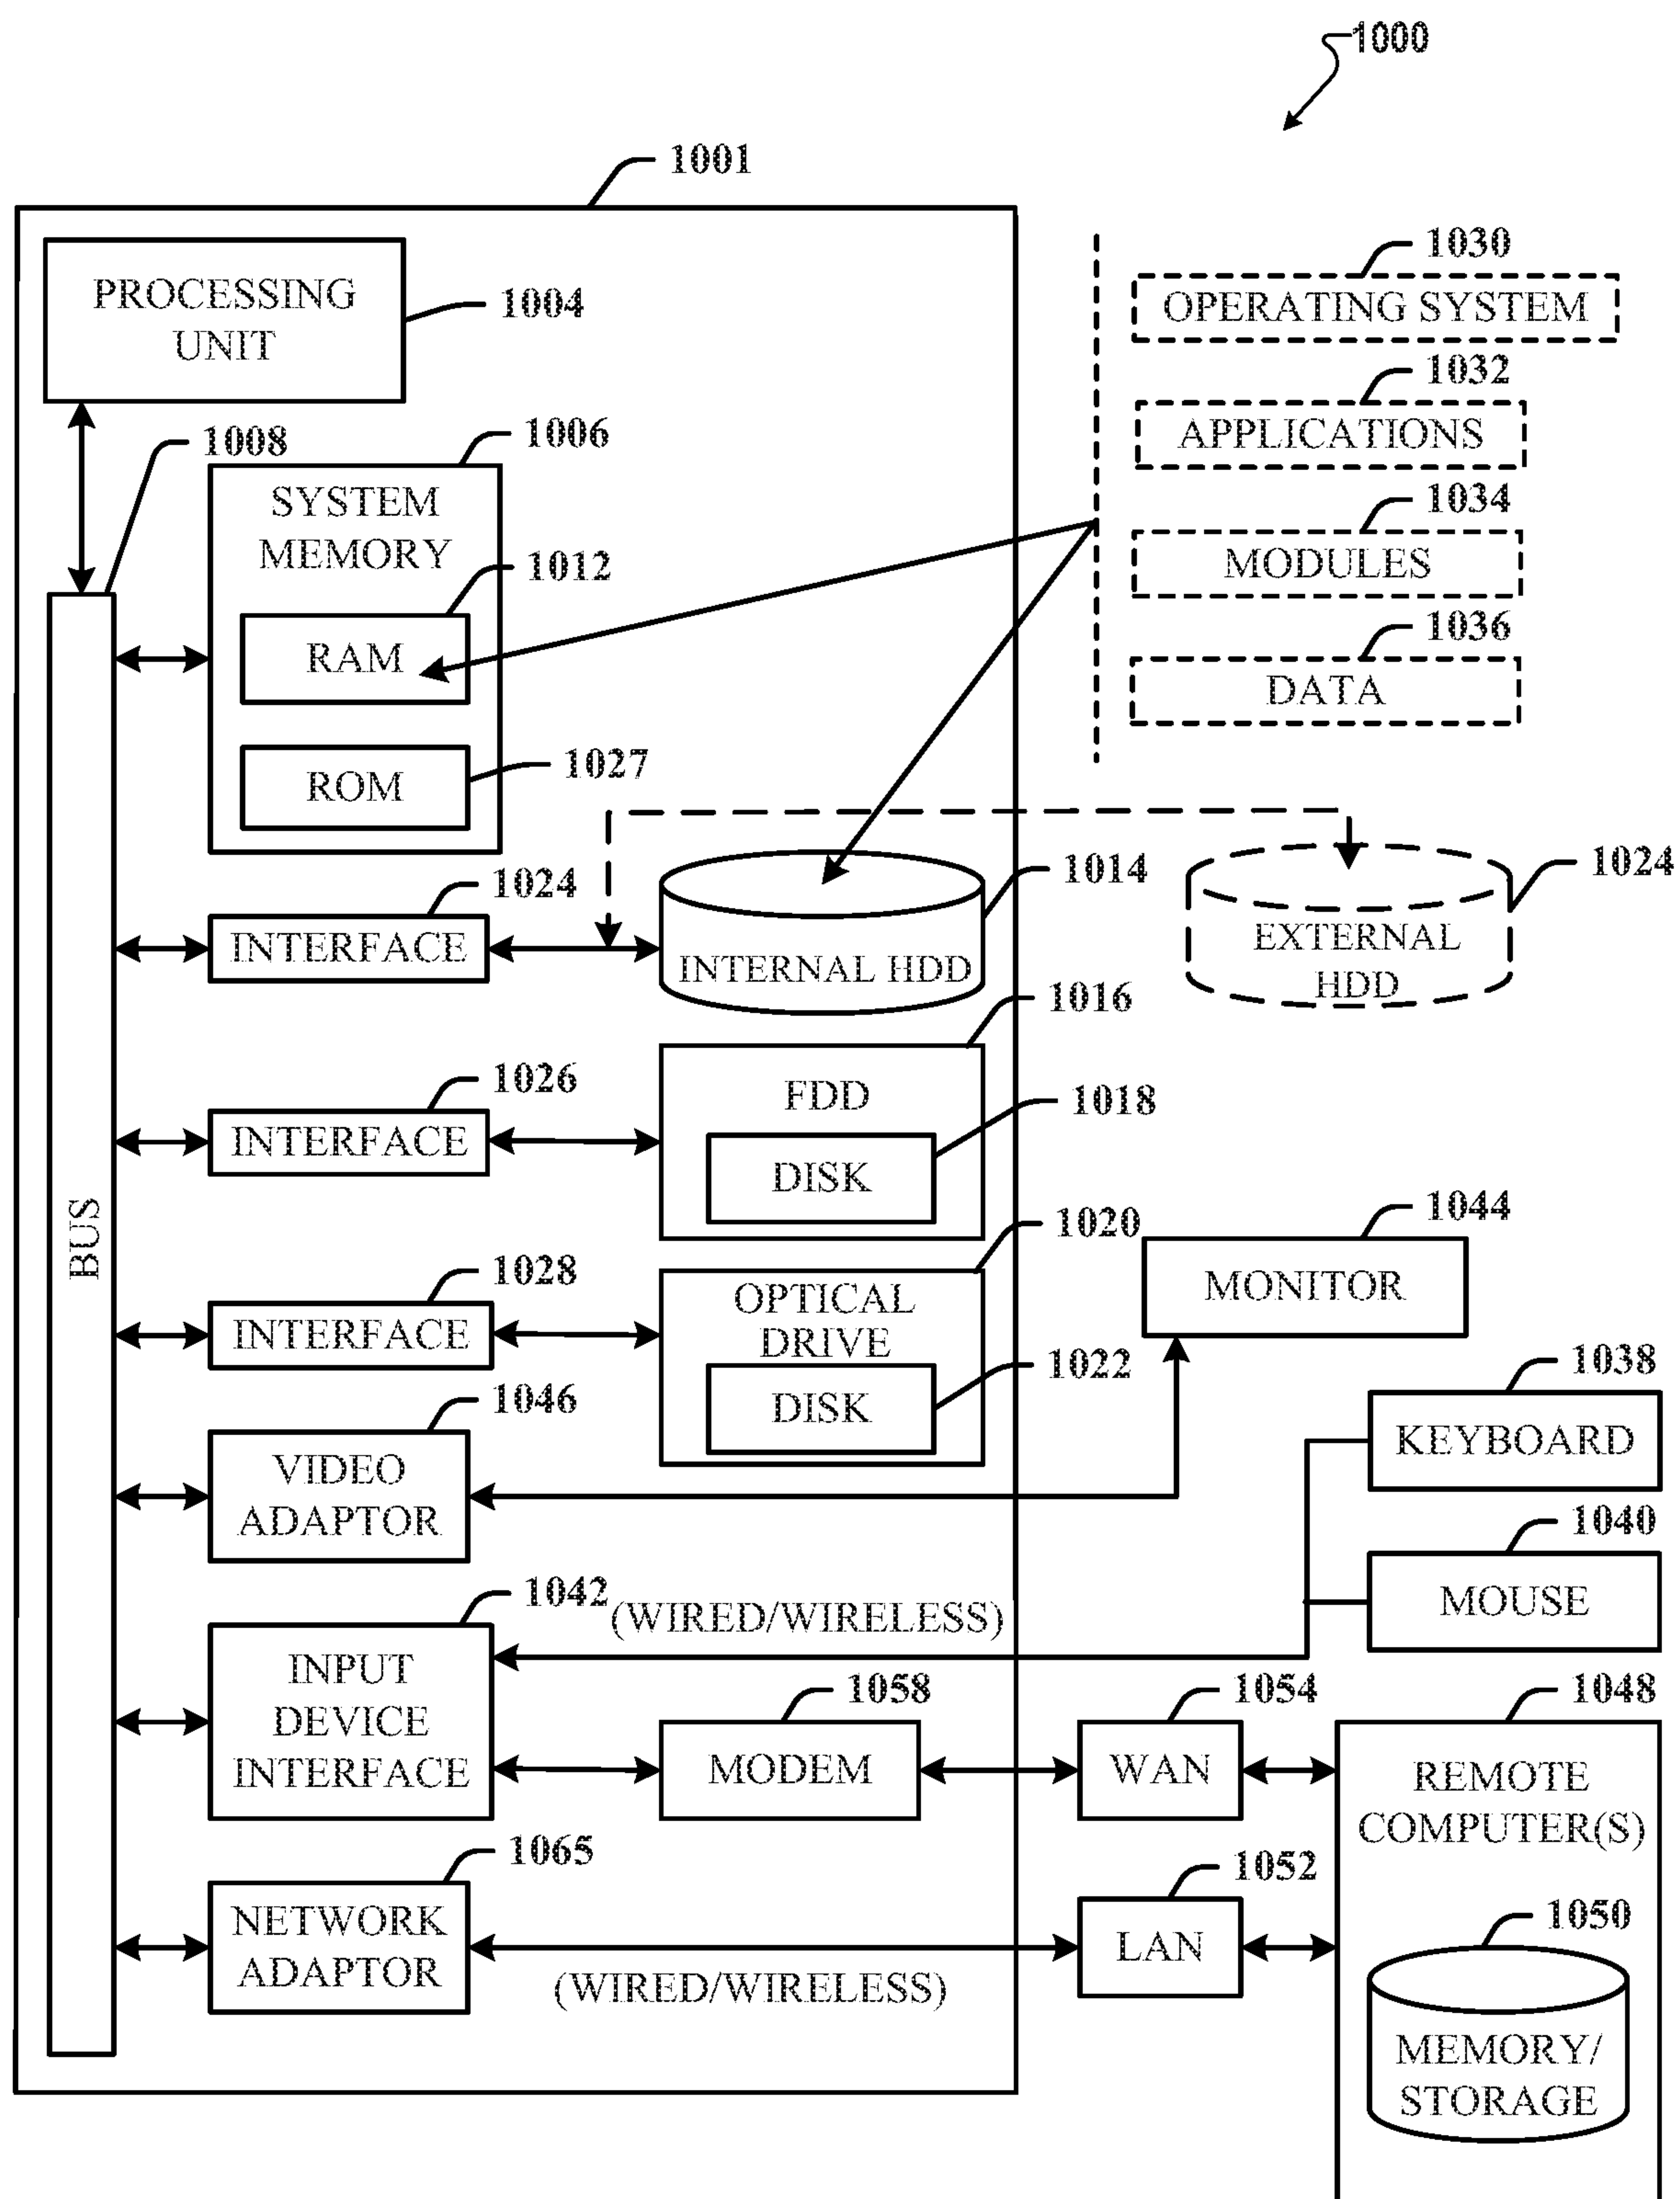 1000
1001
PROCESSING
UNIT
1004
1008
1006
SYSTEM
MEMORY
1012
RAM
ROM
1027
1030
OPERATING SYSTEM
1032
APPLICATIONS
1034
MODULES
1036
DATA
BUS
1024
INTERFACE
1014
INTERNAL HDD
1024
EXTERNAL
HDD
1026
INTERFACE
1016
FDD
1018
DISK
1028
INTERFACE
1020
OPTICAL
DRIVE
1022
DISK
1044
MONITOR
1046
VIDEO
ADAPTOR
1038
KEYBOARD
1040
MOUSE
1042
(WIRED/WIRELESS)
INPUT
DEVICE
INTERFACE
1058
MODEM
1054
WAN
1048
REMOTE
COMPUTER(S)
1065
NETWORK
ADAPTOR
(WIRED/WIRELESS)
1052
LAN
1050
MEMORY/
STORAGE